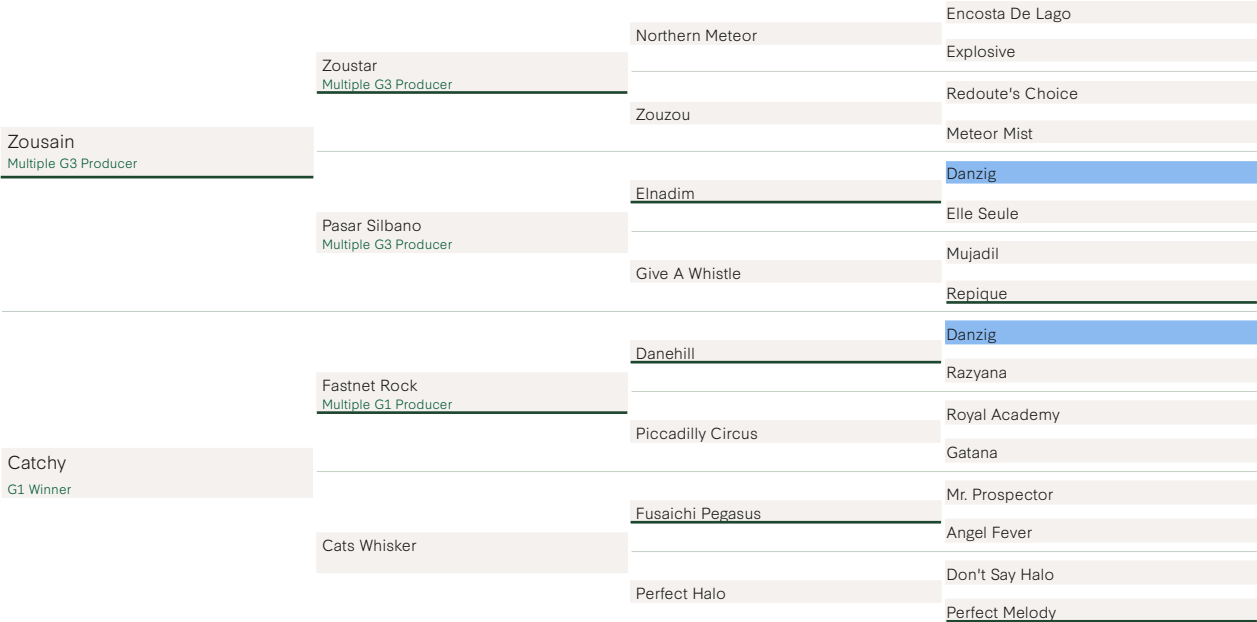 Zousain
Multiple G3 Producer
Catchy
G1 Winner
Zoustar
Multiple G3 Producer
Pasar Silbano
Multiple G3 Producer
Fastnet Rock
Multiple G1 Producer
Cats Whisker
Northern Meteor
Zouzou
Elnadim
Give A Whistle
Danehill
Piccadilly Circus
Fusaichi Pegasus
Perfect Halo
Encosta De Lago
Explosive
Redoute's Choice
Meteor Mist
Danzig
Elle Seule
Mujadil
Repique
Danzig
Razyana
Royal Academy
Gatana
Mr. Prospector
Angel Fever
Don't Say Halo
Perfect Melody